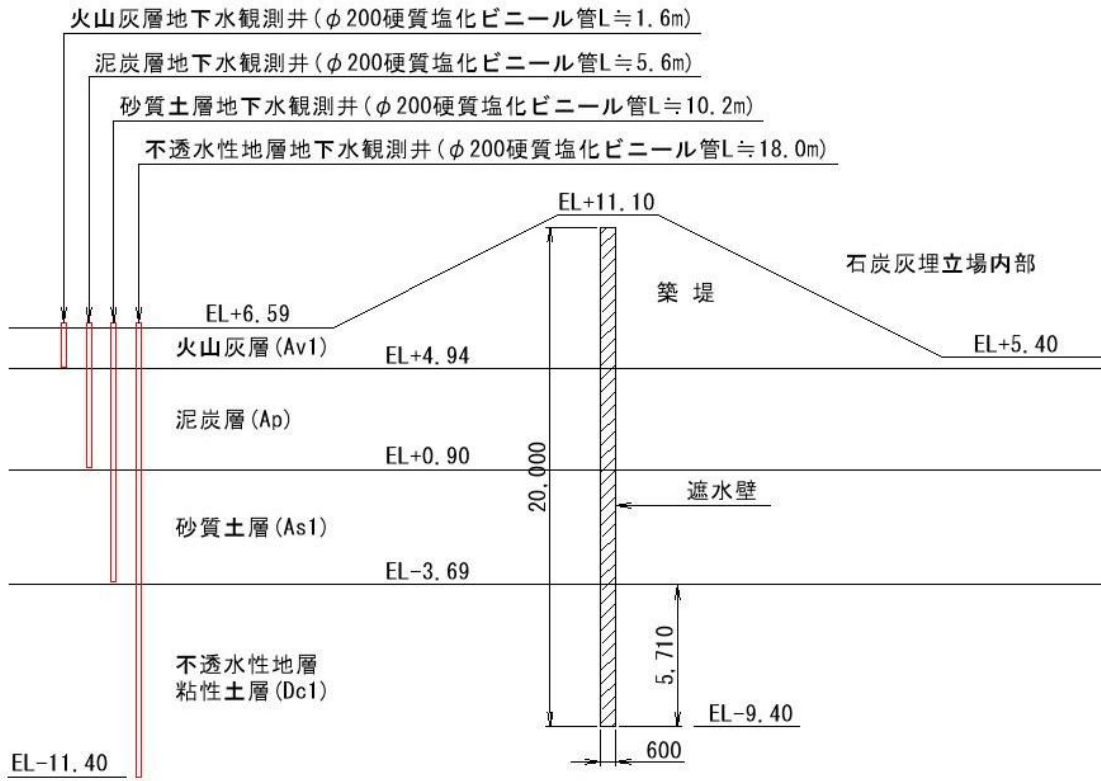 火山灰層地下水観測井(φ200硬質塩化ビニール管L≒1.6m)
泥炭層地下水観測井(φ200硬質塩化ビニール管L≒5.6m)
砂質土層地下水観測井(φ200硬質塩化ビニール管L≒10.2m)
不透水性地層地下水観測井(φ200硬質塩化ビニール管L≒18.0m)
EL+11.10
石炭灰埋立場内部
築 堤
EL+6.59
EL+5.40
火山灰層(Av1)
EL+4.94
泥炭層(Ap)
EL+0.90
20,000
遮水壁
砂質土層(As1)
EL-3.69
5,710
不透水性地層
粘性土層(Dc1)
EL-9.40
600
EL-11.40